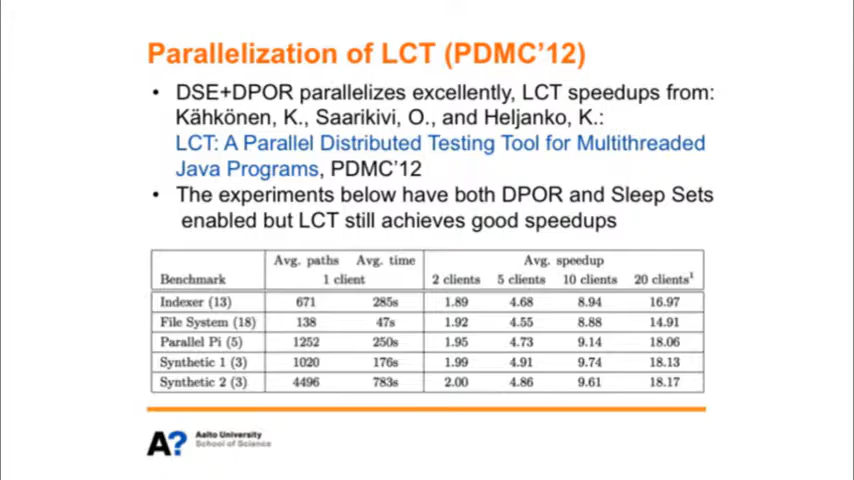 Parallelization of LCT (PDMC'12)
• DSE+DPOR parallelizes excellently, LCT speedups from:
Kähkönen, K., Saarikivi, O., and Heljanko, K.:
LCT: A Parallel Distributed Testing Tool for Multithreaded
Java Programs, PDMC'12
• The experiments below have both DPOR and Sleep Sets
enabled but LCT still achieves good speedups
Avg. paths Avg. time Avg. speedup
Benchmark 1 client 2 clients 5 clients 10 clients 20 clients¹
Indexer (13) 671 285s 1.89 4.68 8.94 16.97
File System (18) 138 47s 1.92 4.55 8.88 14.91
Parallel Pi (5) 1252 250s 1.95 4.73 9.14 18.06
Synthetic 1 (3) 1020 176s 1.99 4.91 9.74 18.13
Synthetic 2 (3) 4496 783s 2.00 4.86 9.61 18.17
A? Aalto University
School of Science